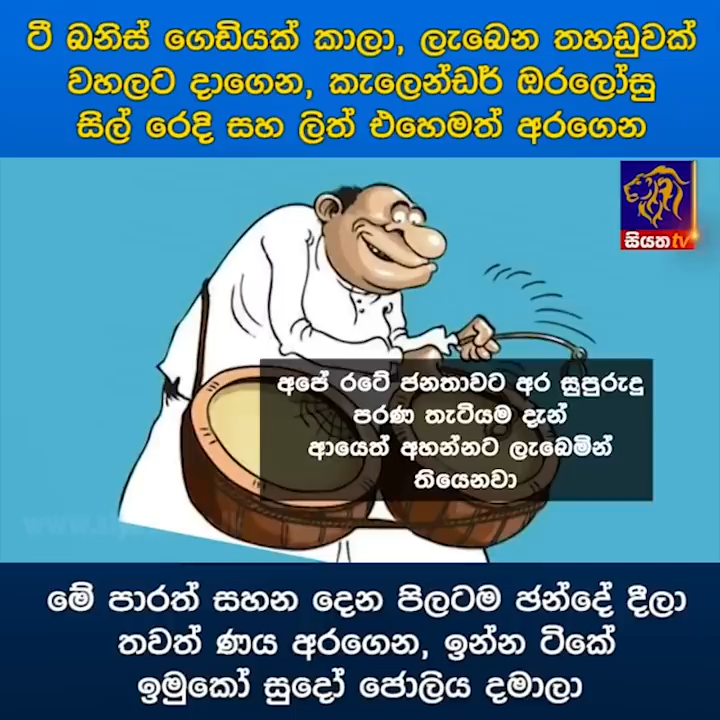 ටී බනිස් ගෙඩියක් කාලා, ලැබෙන තහඩුවක්
වහලට දාගෙන, කැලෙන්ඩර් ඔරලෝසු
සිල් රෙදි සහ ලිත් එහෙමත් අරගෙන
සියත tv
අපේ රටේ ජනතාවට අර සුපුරුදු
පරණ තැටියම දැන්
ආයෙත් අහන්නට ලැබෙමින්
තියෙනවා
මේ පාරත් සහන දෙන පිලටම ඡන්දේ දීලා
තවත් ණය අරගෙන, ඉන්න ටිකේ
ඉමුකෝ සුදෝ ජොලිය දමාලා